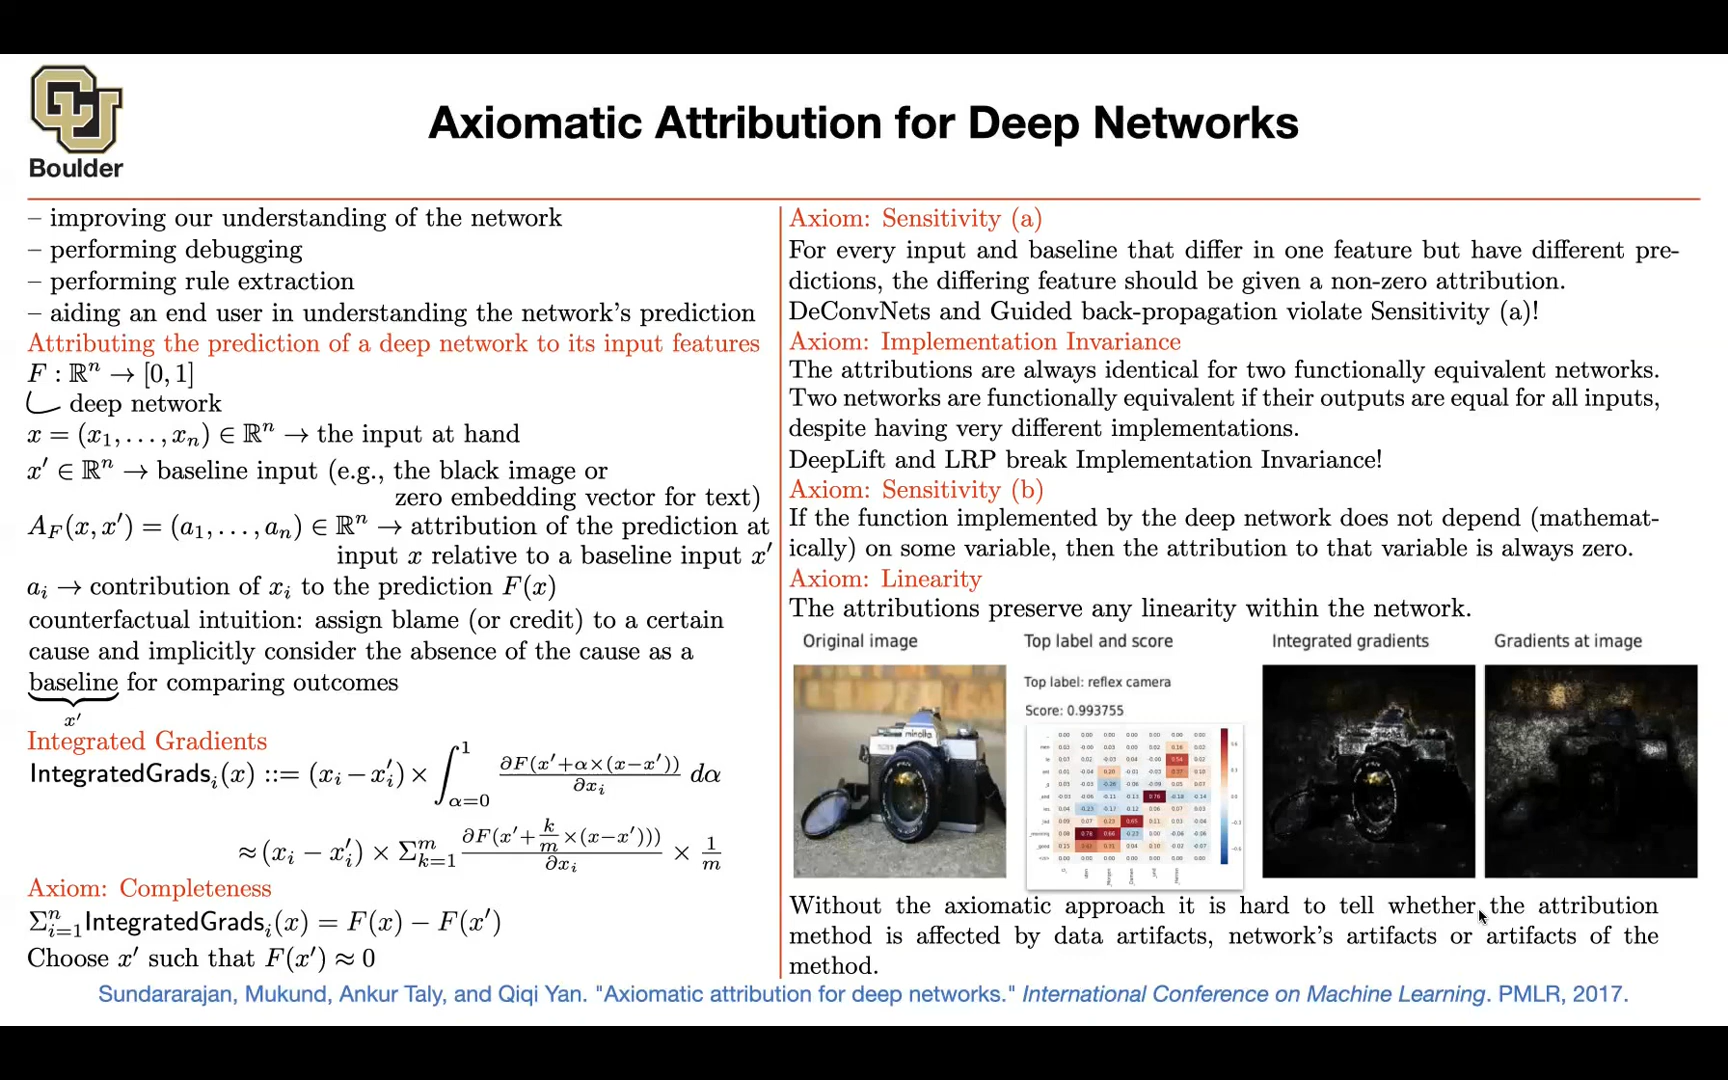 Boulder
Axiomatic Attribution for Deep Networks
– improving our understanding of the network
– performing debugging
– performing rule extraction
– aiding an end user in understanding the network's prediction
Attributing the prediction of a deep network to its input features
F : ℝⁿ → [0, 1]
deep network
x = (x₁, . . . , xₙ) ∈ ℝⁿ → the input at hand
x′ ∈ ℝⁿ → baseline input (e.g., the black image or
zero embedding vector for text)
A_F(x, x′) = (a₁, . . . , aₙ) ∈ ℝⁿ → attribution of the prediction at
input x relative to a baseline input x′
aᵢ → contribution of xᵢ to the prediction F(x)
counterfactual intuition: assign blame (or credit) to a certain
cause and implicitly consider the absence of the cause as a
baseline for comparing outcomes
x′
Integrated Gradients
IntegratedGradsᵢ(x) ::= (xᵢ − x′ᵢ) × ∫_{α=0}^{1} ∂F(x′+α×(x−x′))/∂xᵢ dα
≈ (xᵢ − x′ᵢ) × Σ_{k=1}^{m} ∂F(x′+k/m×(x−x′)))/∂xᵢ × 1/m
Axiom: Completeness
Σ_{i=1}^{n} IntegratedGradsᵢ(x) = F(x) − F(x′)
Choose x′ such that F(x′) ≈ 0
Axiom: Sensitivity (a)
For every input and baseline that differ in one feature but have different pre-
dictions, the differing feature should be given a non-zero attribution.
DeConvNets and Guided back-propagation violate Sensitivity (a)!
Axiom: Implementation Invariance
The attributions are always identical for two functionally equivalent networks.
Two networks are functionally equivalent if their outputs are equal for all inputs,
despite having very different implementations.
DeepLift and LRP break Implementation Invariance!
Axiom: Sensitivity (b)
If the function implemented by the deep network does not depend (mathemat-
ically) on some variable, then the attribution to that variable is always zero.
Axiom: Linearity
The attributions preserve any linearity within the network.
Original image
Top label and score
Integrated gradients
Gradients at image
Top label: reflex camera
Score: 0.993755
minolta
Without the axiomatic approach it is hard to tell whether the attribution
method is affected by data artifacts, network's artifacts or artifacts of the
method.
Sundararajan, Mukund, Ankur Taly, and Qiqi Yan. "Axiomatic attribution for deep networks." International Conference on Machine Learning. PMLR, 2017.